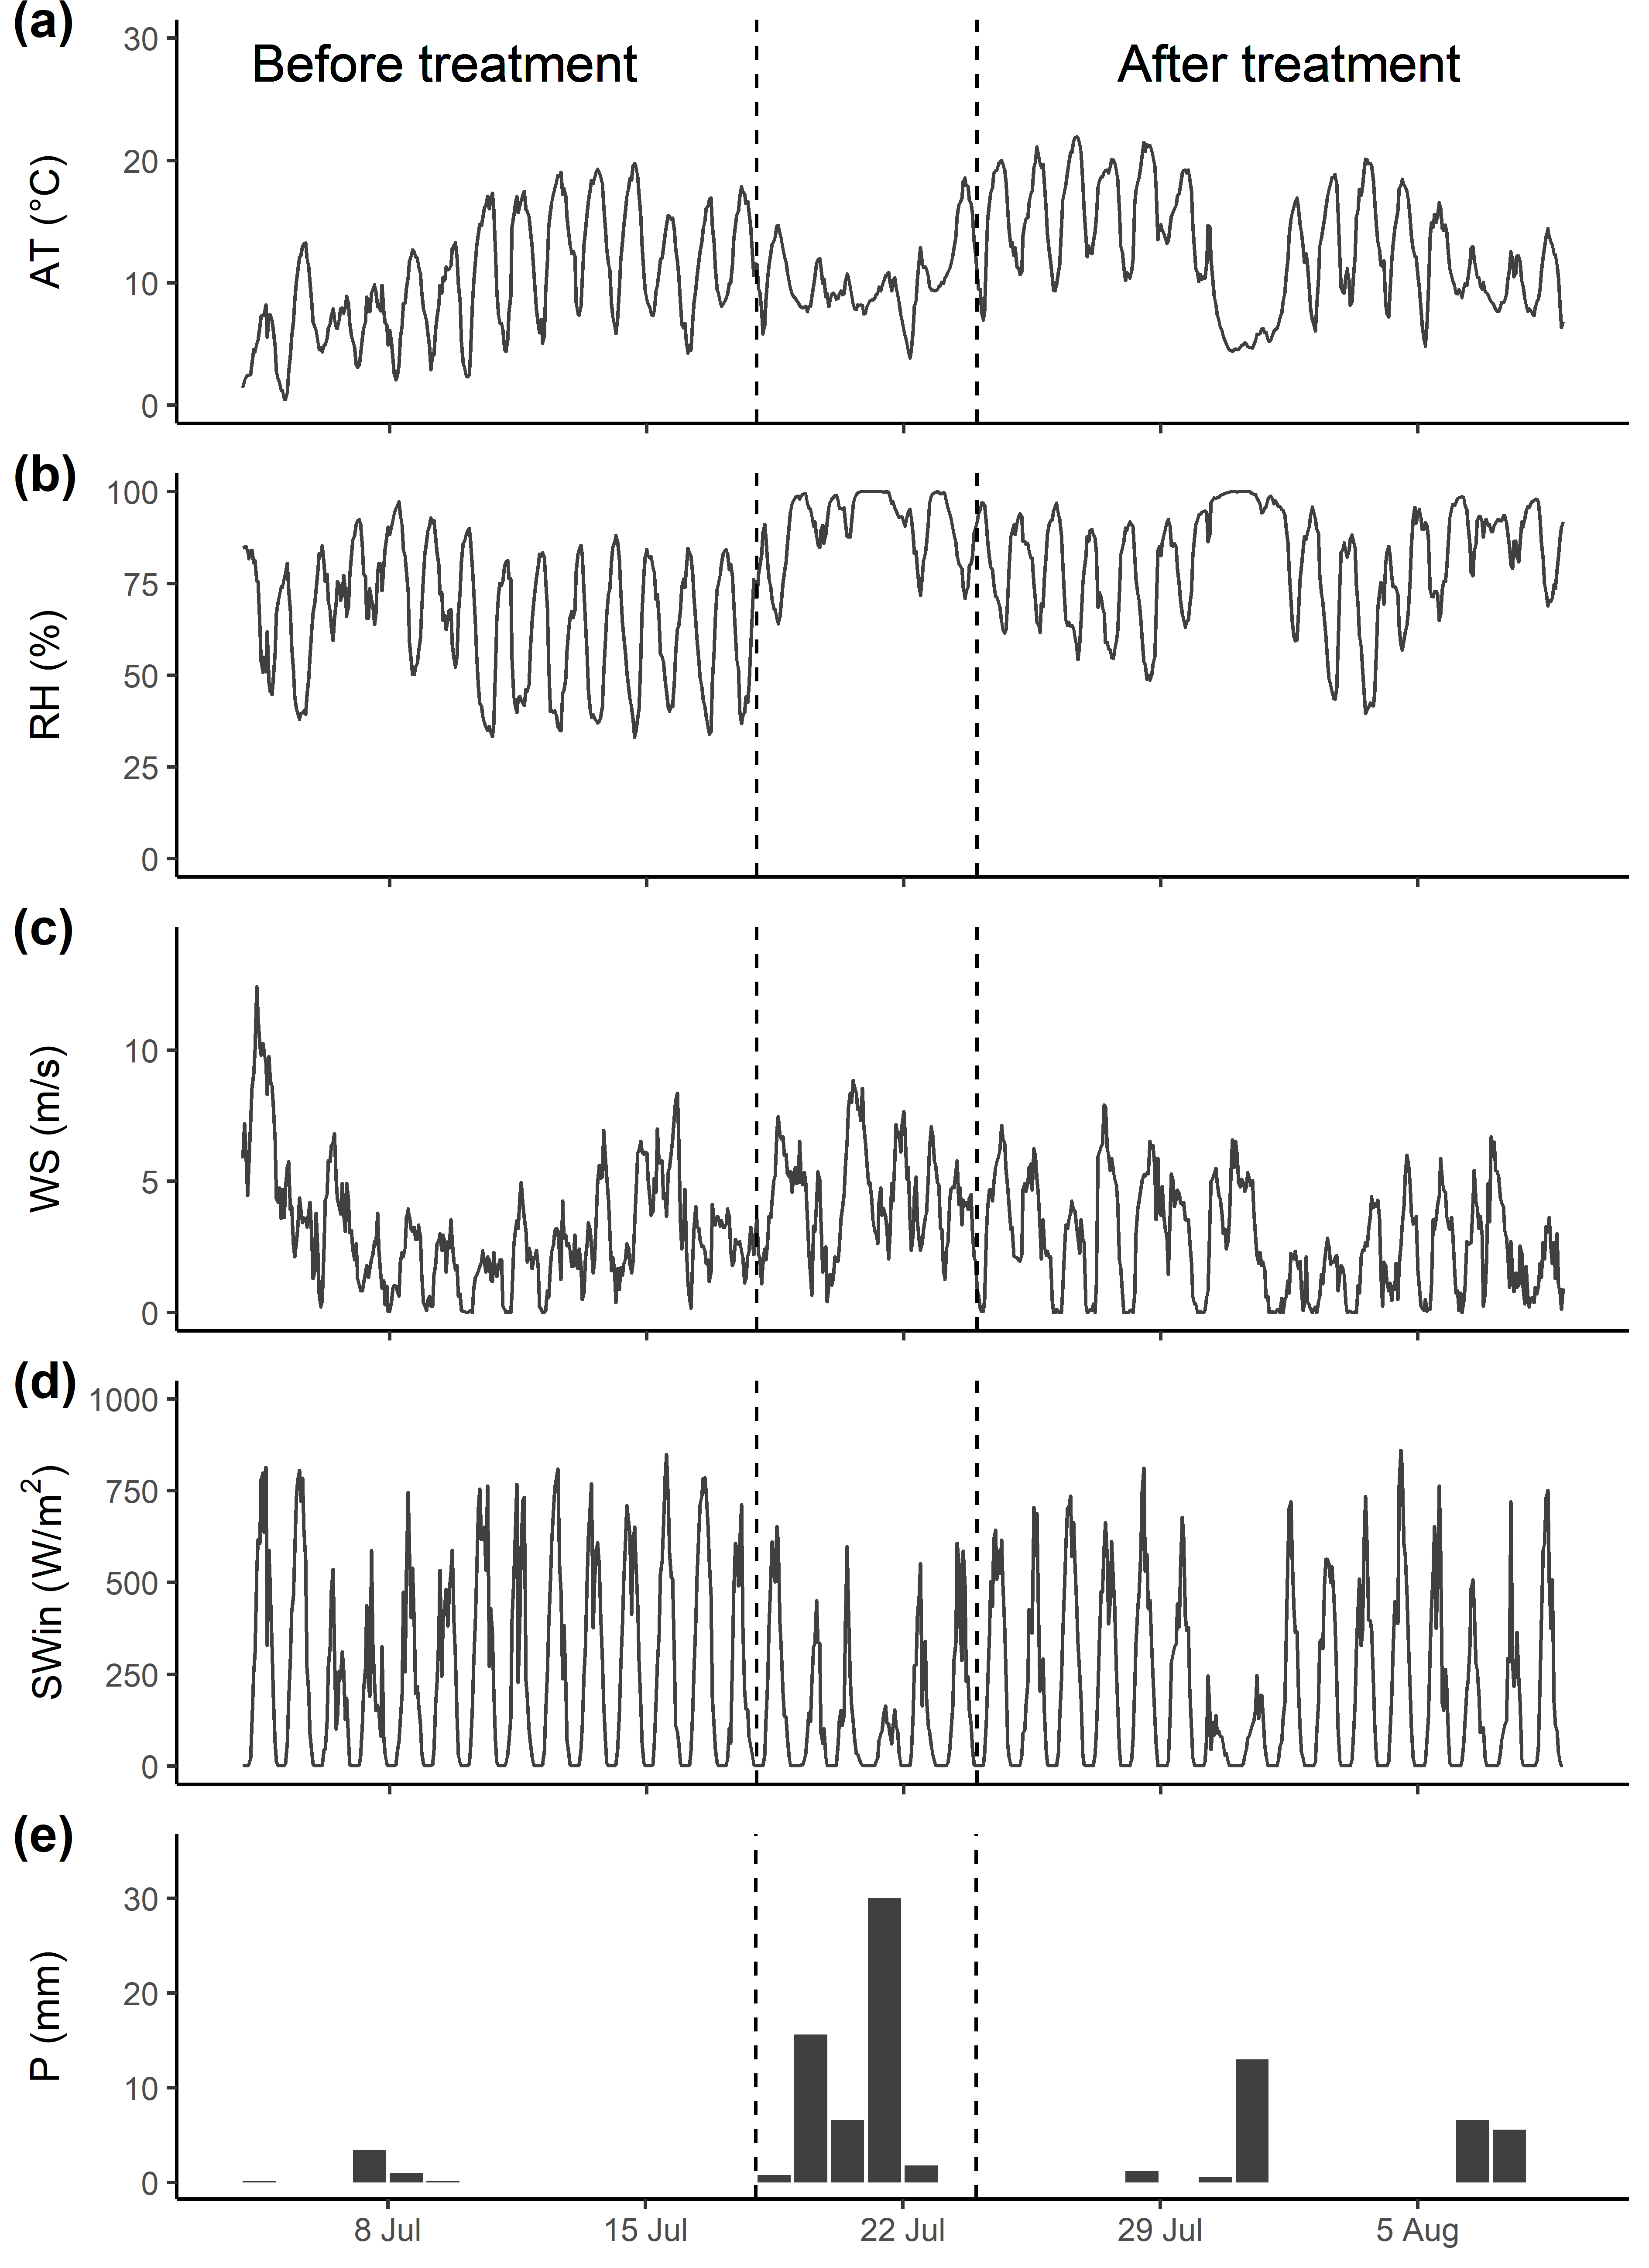 (a)
Before treatment
After treatment
AT (°C)
30
20
10
0
(b)
RH (%)
100
75
50
25
0
(c)
WS (m/s)
10
5
0
(d)
SWin (W/m²)
1000
750
500
250
0
(e)
P (mm)
30
20
10
0
8 Jul
15 Jul
22 Jul
29 Jul
5 Aug